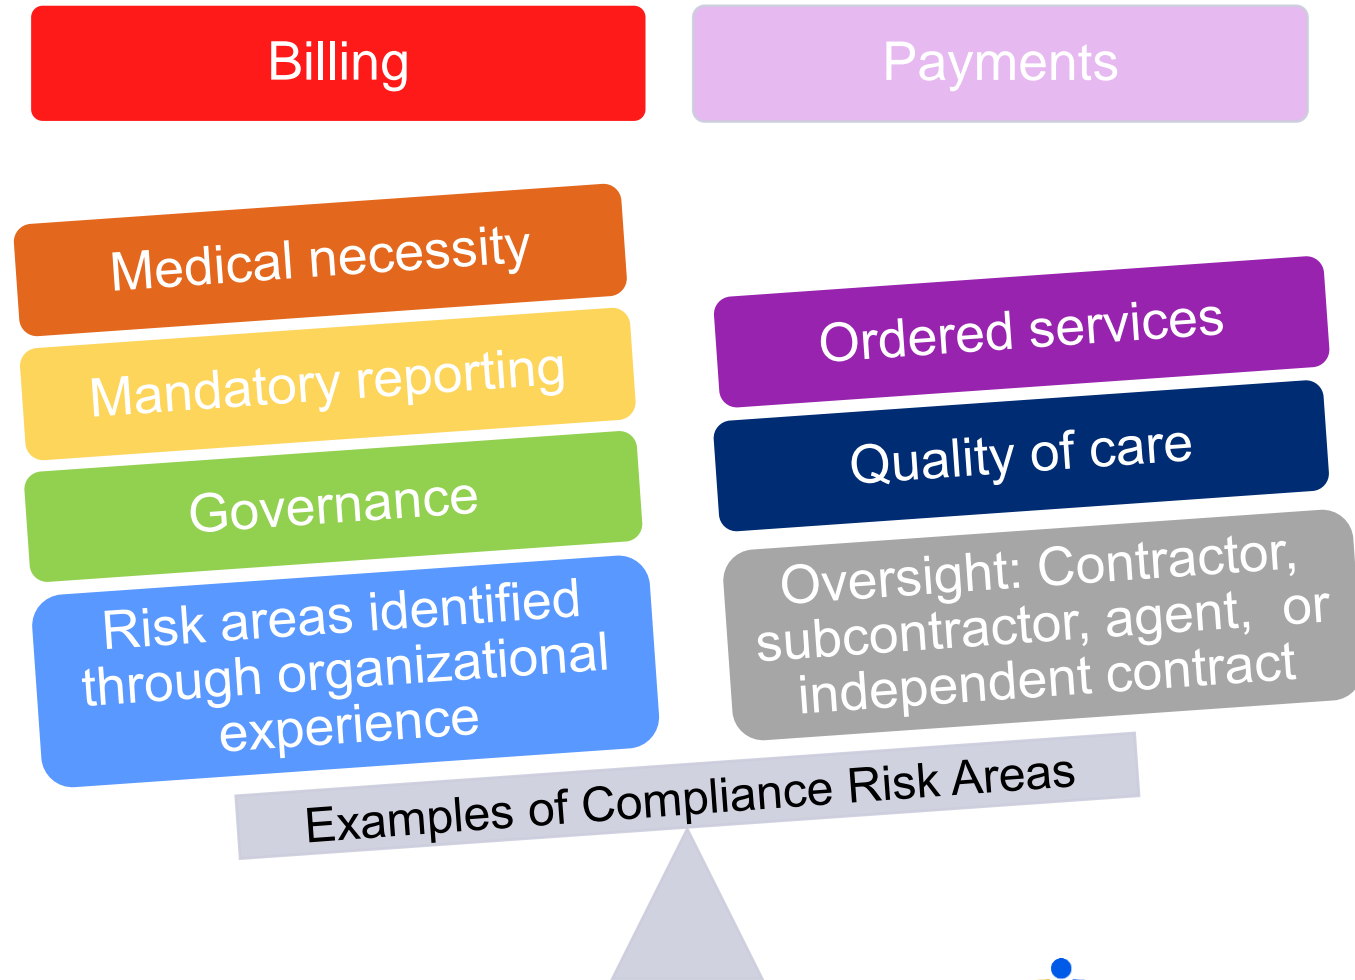 Billing
Payments
Medical necessity
Mandatory reporting
Governance
Risk areas identified
through organizational
experience
Ordered services
Quality of care
Oversight: Contractor,
subcontractor, agent,  or
independent contract
Examples of Compliance Risk Areas